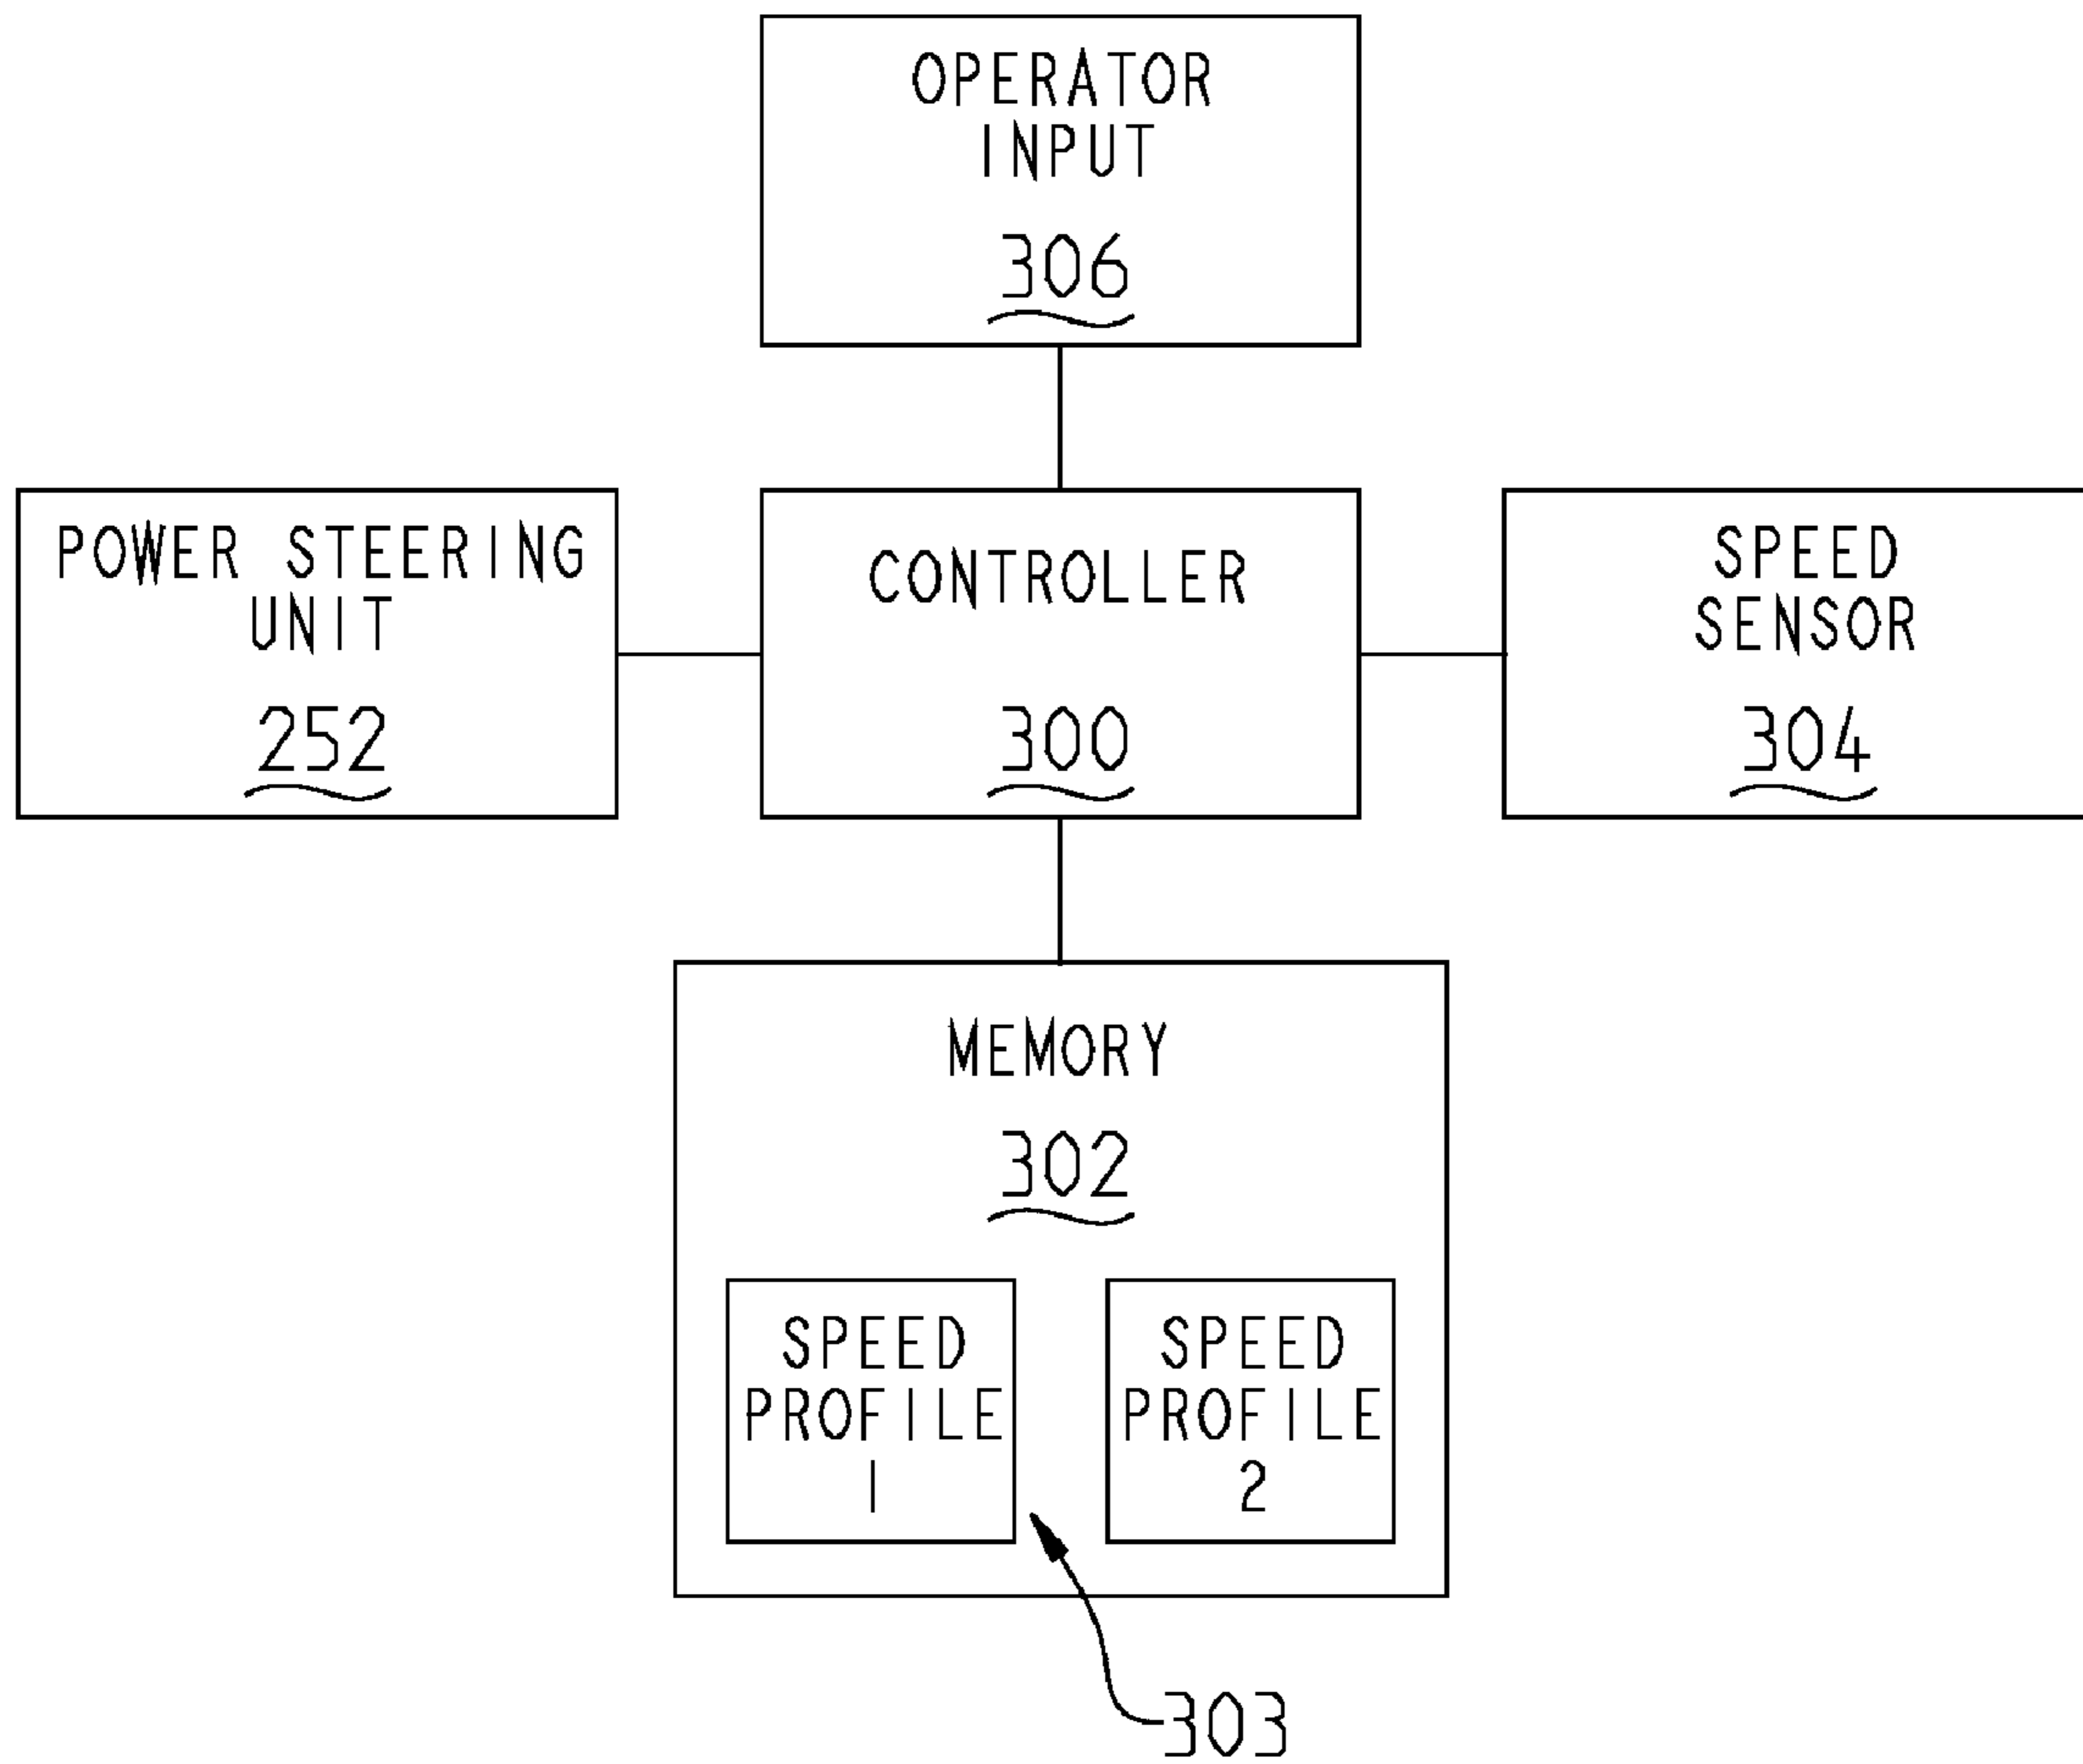 OPERATOR
INPUT
306
POWER STEERING
UNIT
252
CONTROLLER
300
SPEED
SENSOR
304
MEMORY
302
SPEED
PROFILE
1
SPEED
PROFILE
2
303